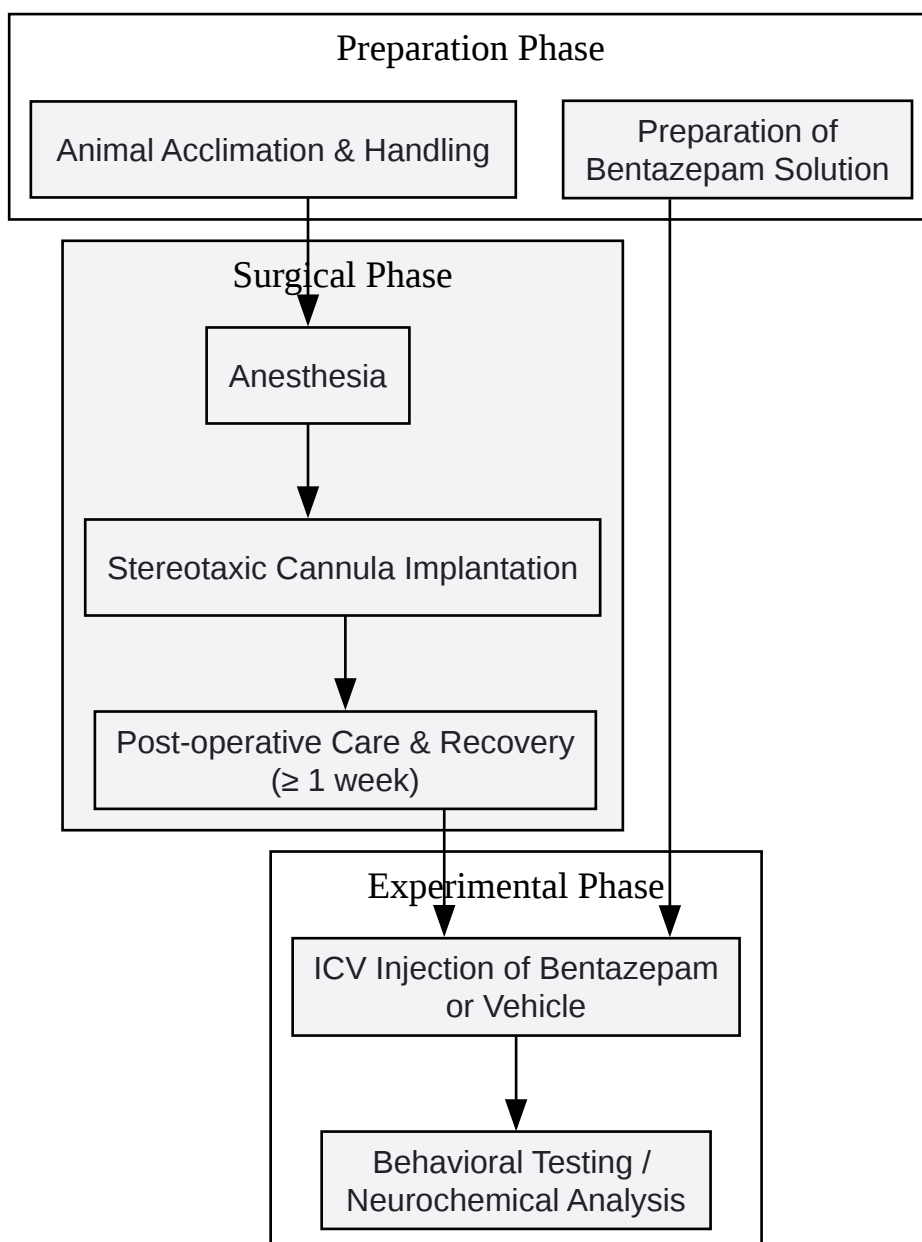 Preparation Phase
Animal Acclimation & Handling
Preparation of
Bentazepam Solution
Surgical Phase
Anesthesia
Stereotaxic Cannula Implantation
Post-operative Care & Recovery
(≥ 1 week)
Experimental Phase
ICV Injection of Bentazepam
or Vehicle
Behavioral Testing /
Neurochemical Analysis